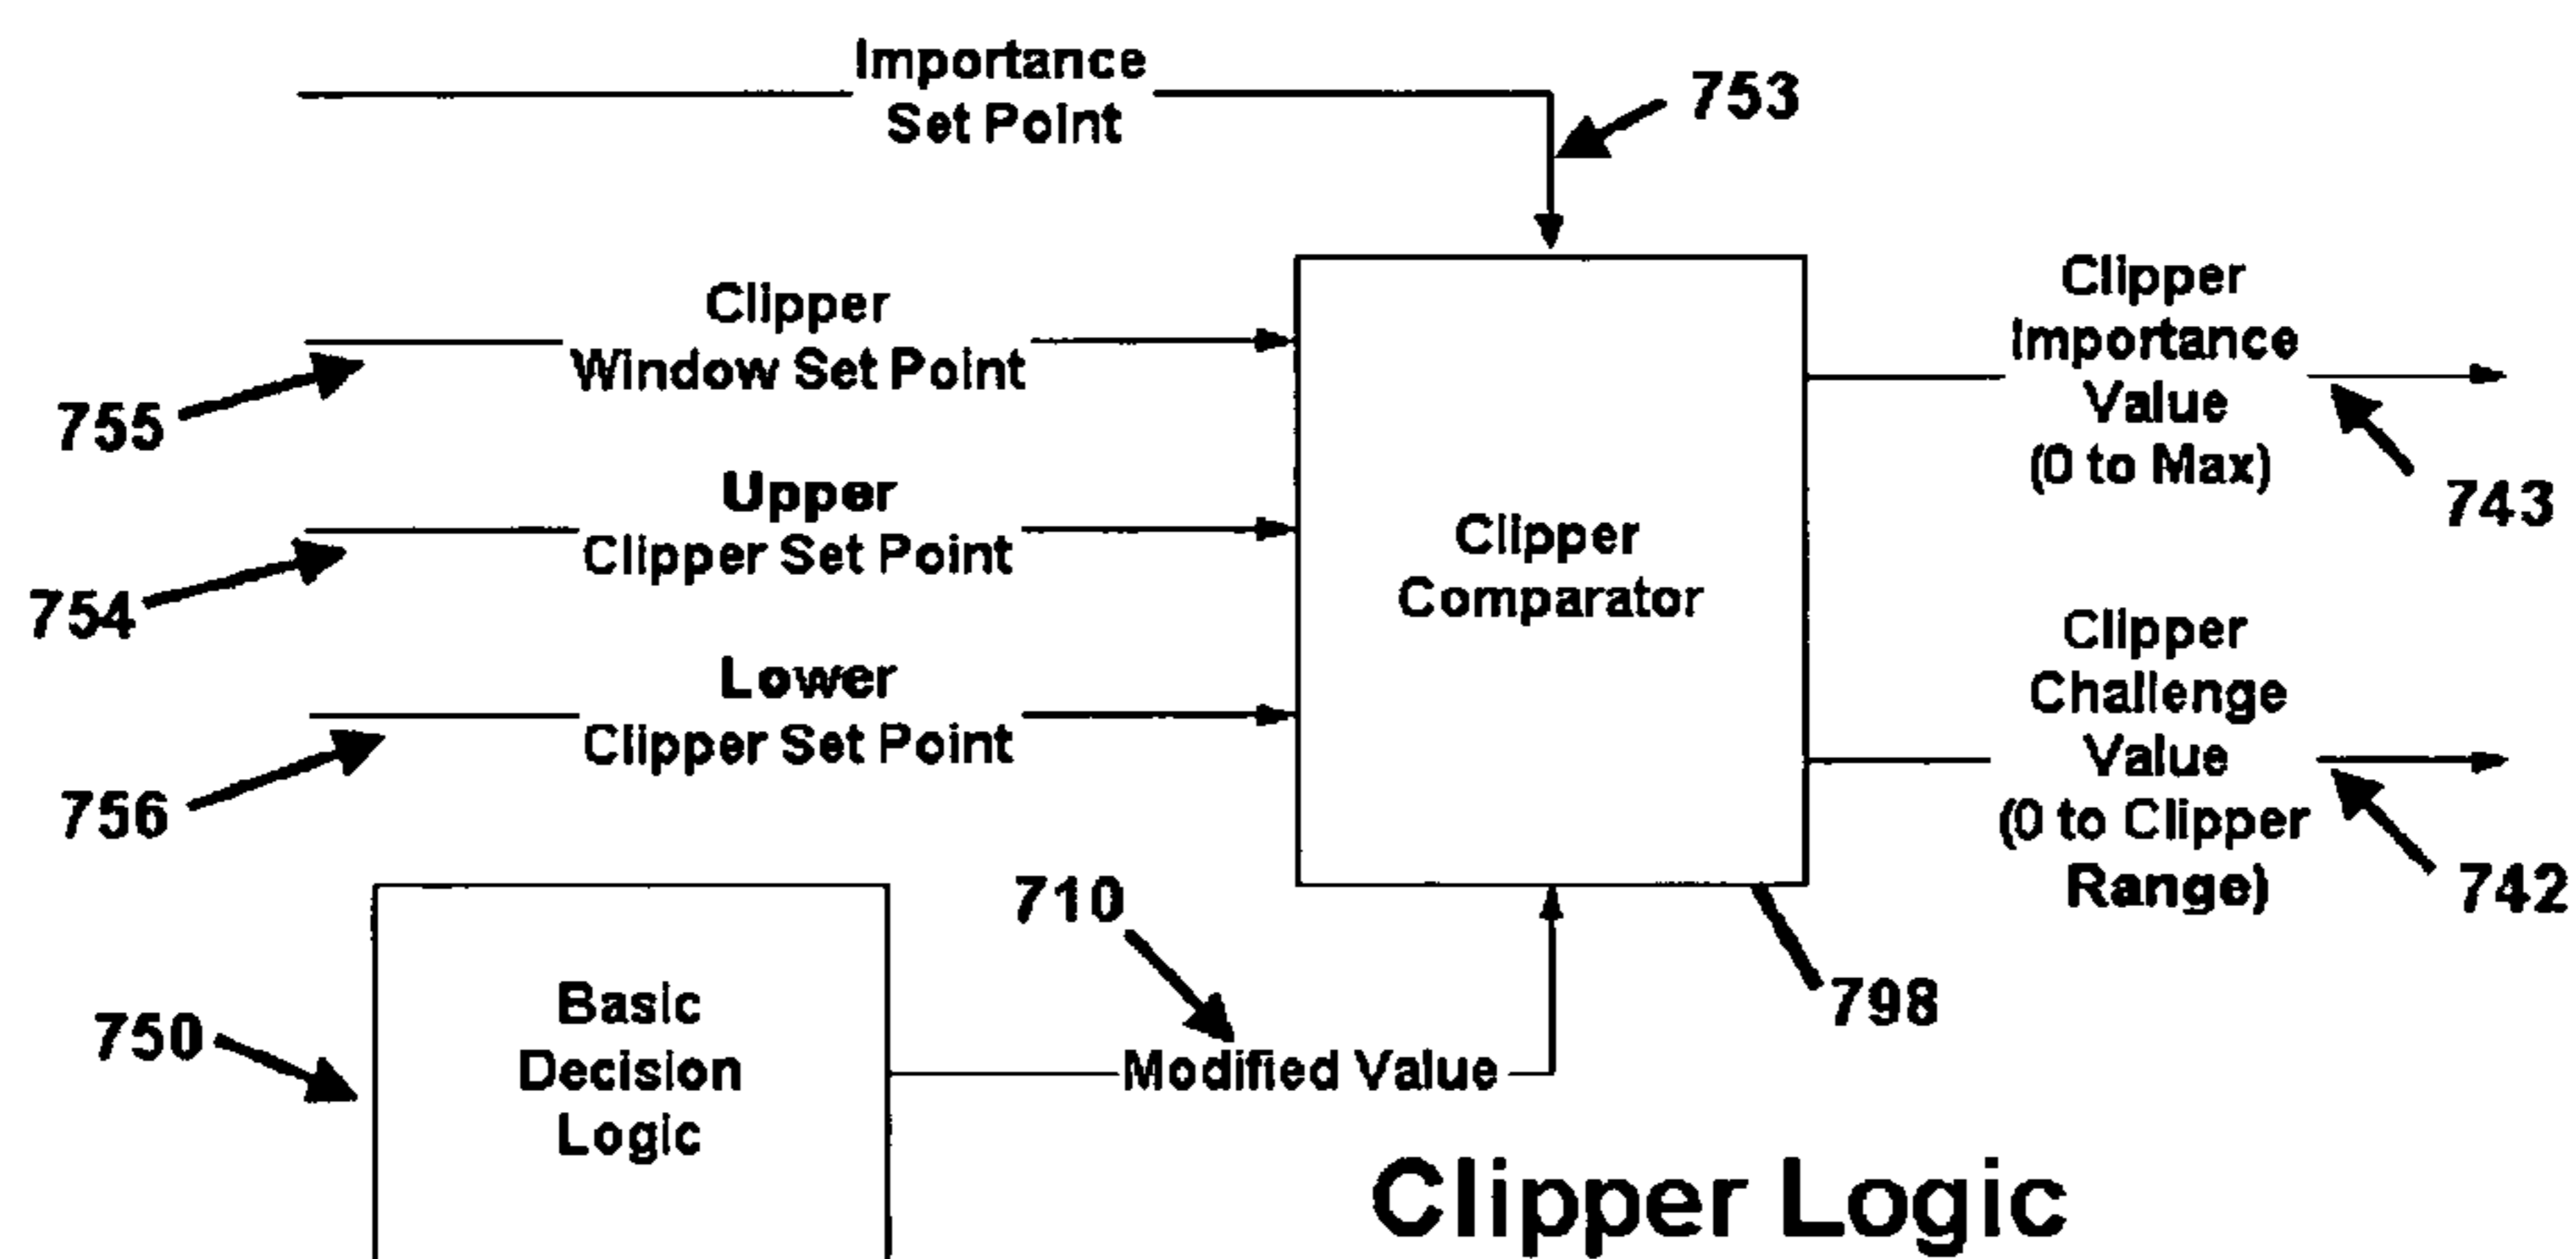 Importance
Set Point
753
Clipper
Window Set Point
755
Upper
Clipper Set Point
754
Lower
Clipper Set Point
756
Clipper
Comparator
798
Clipper
Importance
Value
(0 to Max)
743
Clipper
Challenge
Value
(0 to Clipper
Range)
742
710
Modified Value
750
Basic
Decision
Logic
Clipper Logic